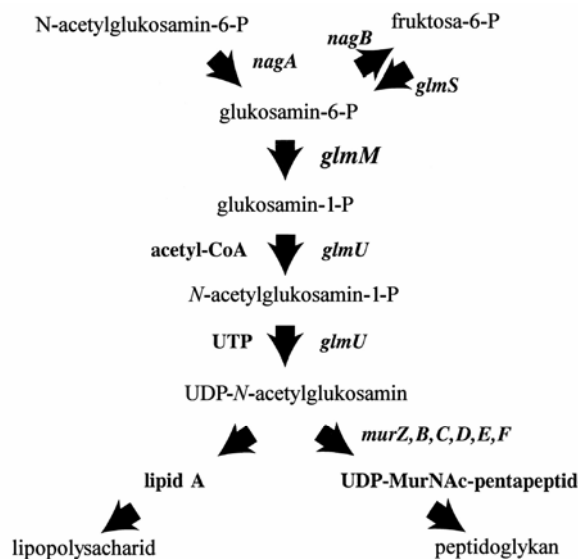 N-acetylglukosamin-6-P fruktosa-6-P
nagB
nagA
glmS
glukosamin-6-P
glmM
glukosamin-1-P
acetyl-CoA glmU
N-acetylglukosamin-1-P
UTP glmU
UDP-N-acetylglukosamin
murZ,B,C,D,E,F
lipid A UDP-MurNAc-pentapeptid
lipopolysacharid peptidoglykan